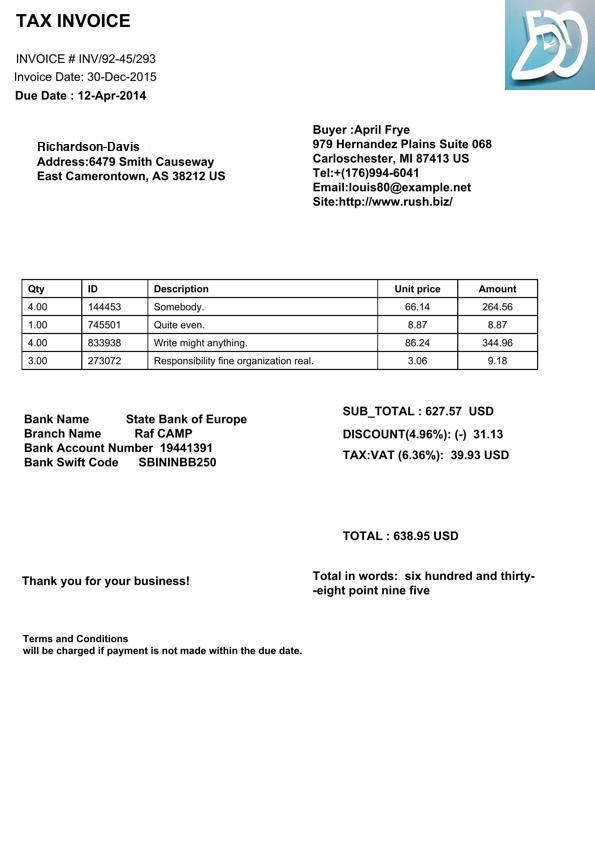 TAX INVOICE
INVOICE # INV/92-45/293
Invoice Date: 30-Dec-2015
Due Date : 12-Apr-2014
Richardson-Davis
Address:6479 Smith Causeway
East Camerontown, AS 38212 US
Buyer :April Frye
979 Hernandez Plains Suite 068
Carloschester, MI 87413 US
Tel:+(176)994-6041
Email:louis80@example.net
Site:http://www.rush.biz/
Qty ID Description Unit price Amount
4.00 144453 Somebody. 66.14 264.56
1.00 745501 Quite even. 8.87 8.87
4.00 833938 Write might anything. 86.24 344.96
3.00 273072 Responsibility fine organization real. 3.06 9.18
Bank Name State Bank of Europe
Branch Name Raf CAMP
Bank Account Number 19441391
Bank Swift Code SBININBB250
SUB_TOTAL : 627.57 USD
DISCOUNT(4.96%): (-) 31.13
TAX:VAT (6.36%): 39.93 USD
TOTAL : 638.95 USD
Thank you for your business!
Total in words: six hundred and thirty-
-eight point nine five
Terms and Conditions
will be charged if payment is not made within the due date.